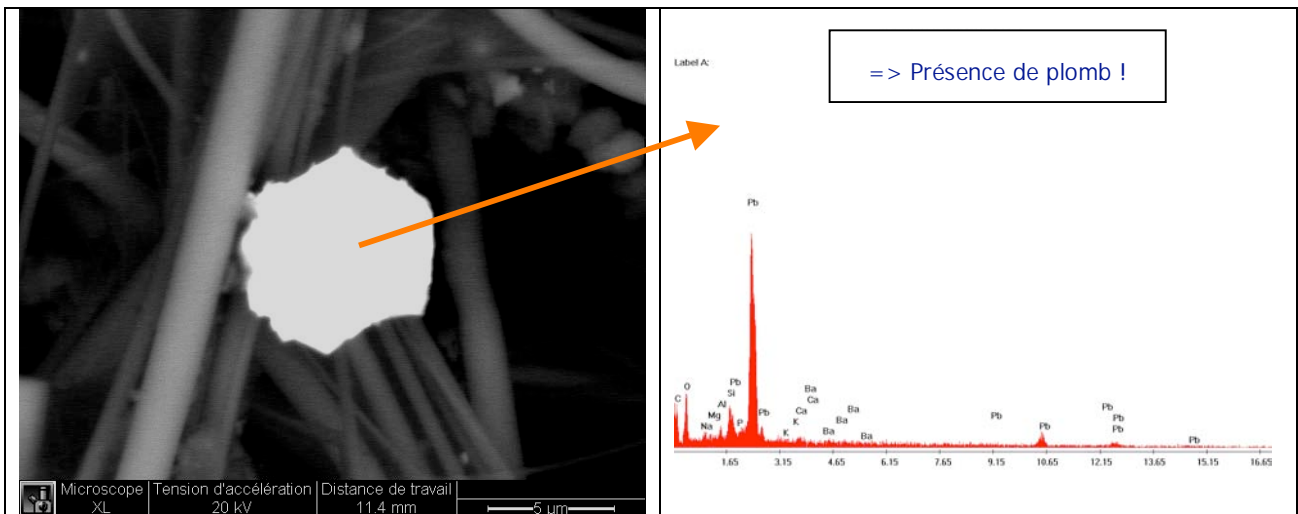 Label A:
=> Présence de plomb !
Pb
C
O
Na
Mg
Al
Si
Pb
P
Pb
K
K
Ca
Ca
Ba
Ba
Ba
Ba
Ba
Pb
Pb
Pb
Pb
Pb
Pb
1.65 3.15 4.65 6.15 7.65 9.15 10.65 12.15 13.65 15.15 16.65
Microscope Tension d'accélération Distance de travail
XL 20 kV 11.4 mm 5 µm